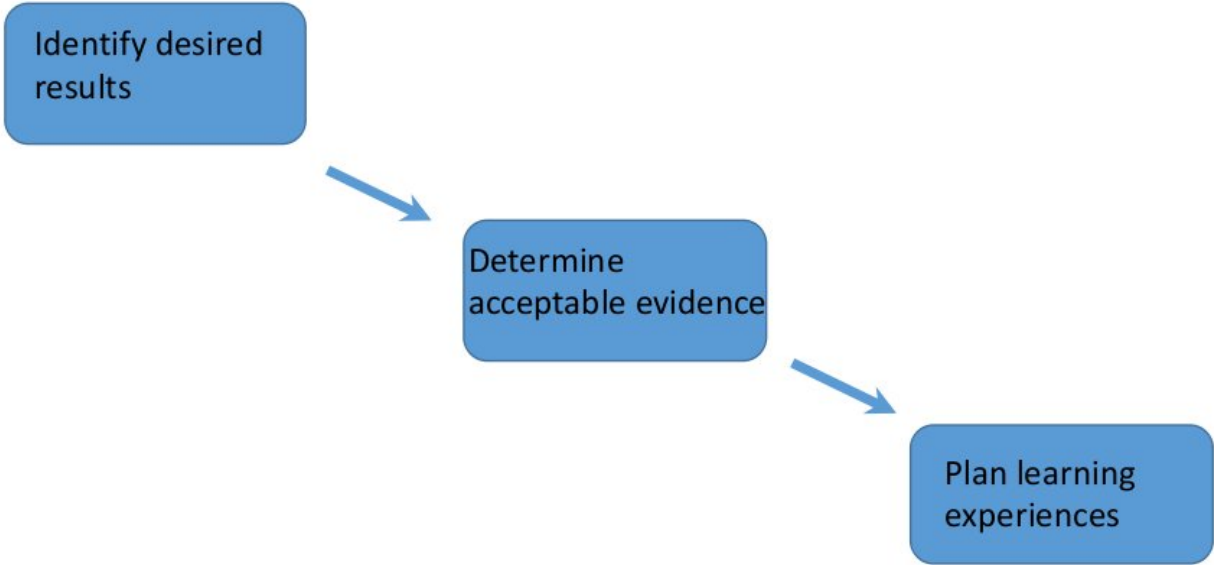 Identify desired
results
Determine
acceptable evidence
Plan learning
experiences